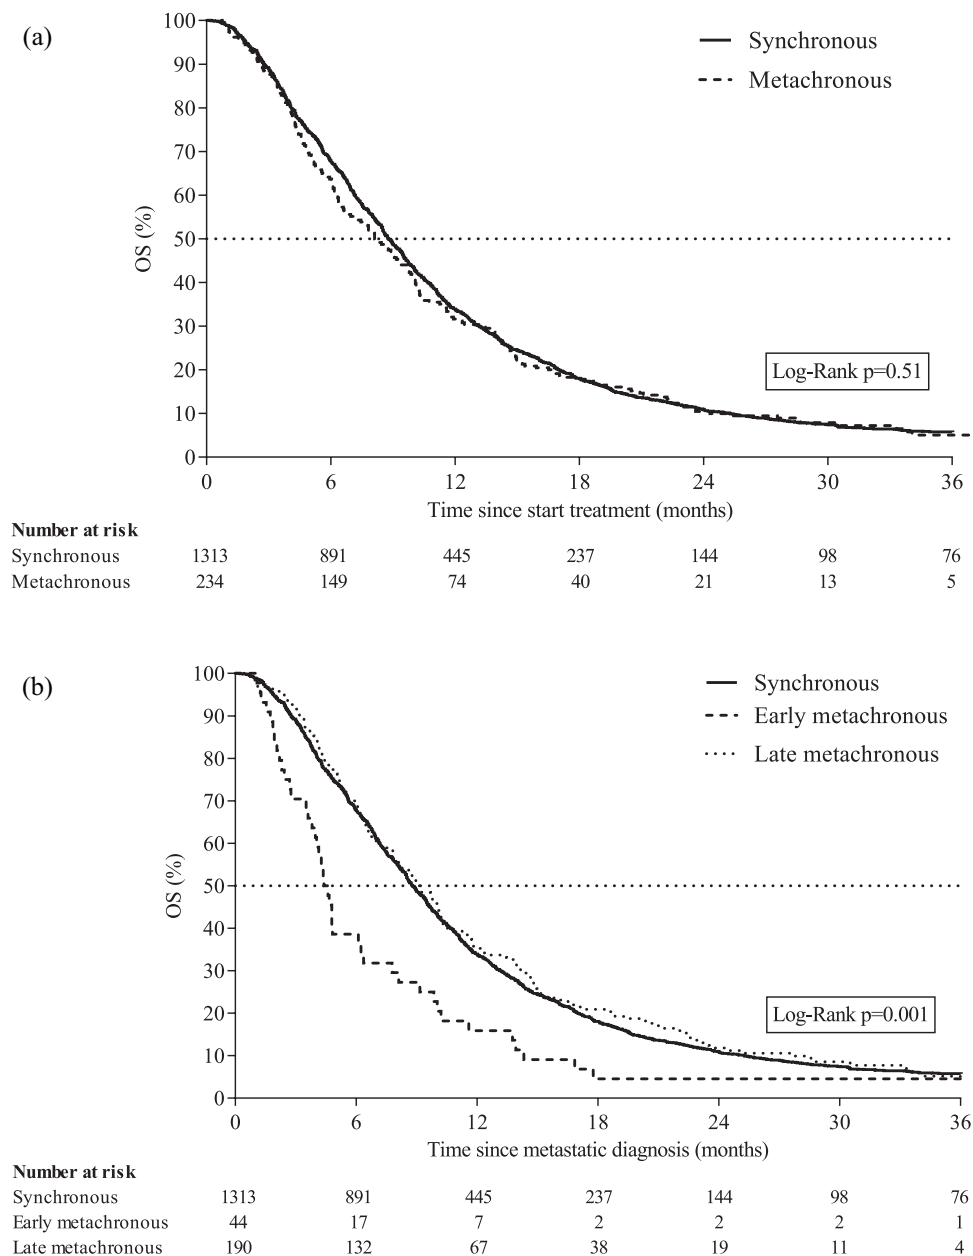 (a)
Synchronous
Metachronous
100
90
80
70
60
50
40
30
20
10
0
OS (%)
Log-Rank p=0.51
0 6 12 18 24 30 36
Time since start treatment (months)
Number at risk
Synchronous 1313 891 445 237 144 98 76
Metachronous 234 149 74 40 21 13 5
(b)
Synchronous
Early metachronous
Late metachronous
100
90
80
70
60
50
40
30
20
10
0
OS (%)
Log-Rank p=0.001
0 6 12 18 24 30 36
Time since metastatic diagnosis (months)
Number at risk
Synchronous 1313 891 445 237 144 98 76
Early metachronous 44 17 7 2 2 2 1
Late metachronous 190 132 67 38 19 11 4